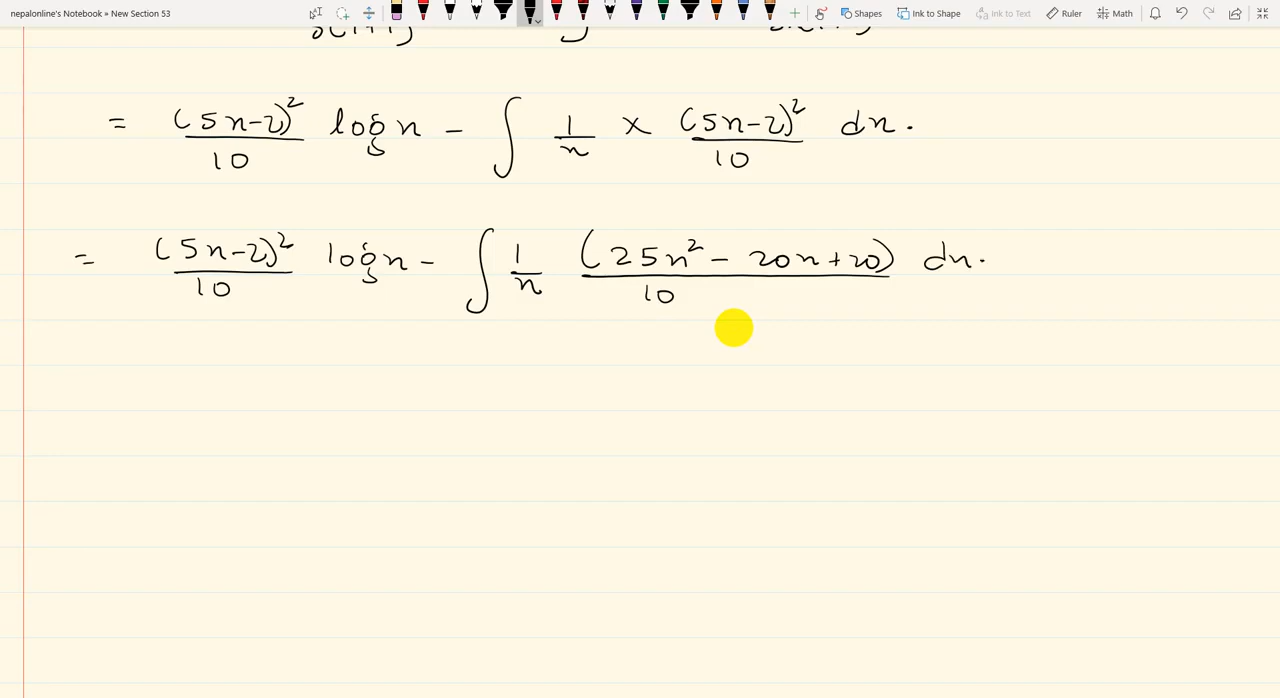 nepalonline's Notebook » New Section 53
Shapes Ink to Shape Ink to Text Ruler Math
= (5x-2)²/10 log x - ∫ 1/x × (5x-2)²/10 dx.
= (5x-2)²/10 log x - ∫ 1/x (25x² - 20x + 20)/10 dx.